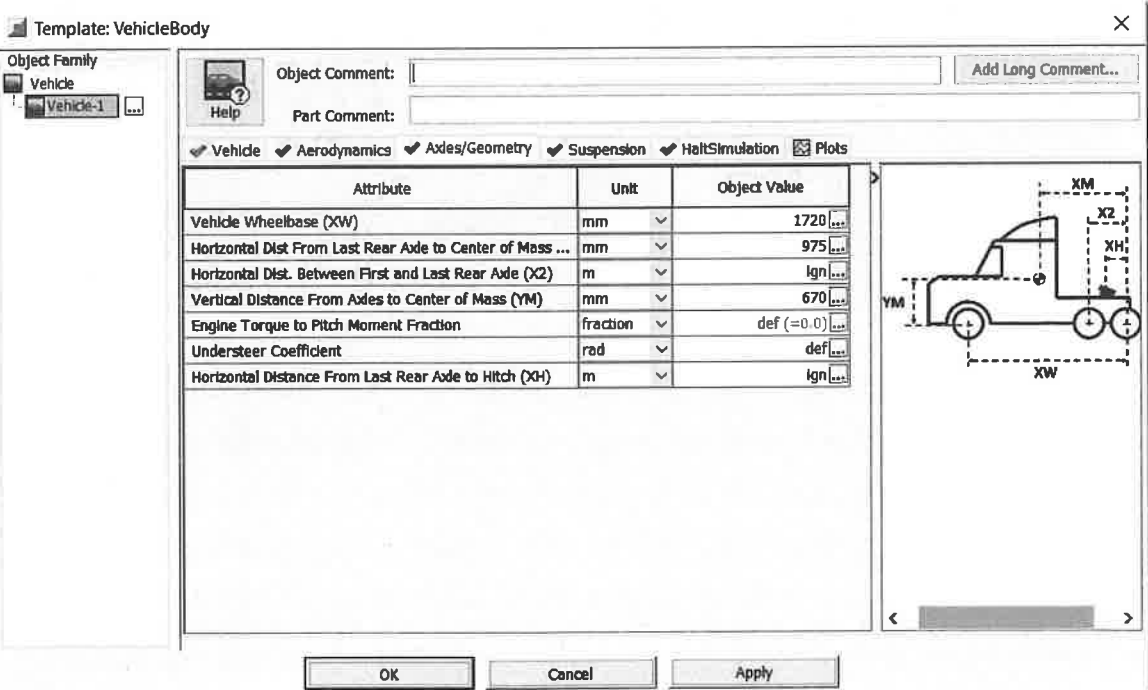 Template: VehicleBody
Object Family
Vehicle
Vehicle-1 ...
Help
Object Comment:
Add Long Comment...
Part Comment:
Vehicle Aerodynamics Axles/Geometry Suspension HaltSimulation Plots
Attribute Unit Object Value
Vehicle Wheelbase (XW) mm 1720 ...
Horizontal Dist From Last Rear Axle to Center of Mass ... mm 975 ...
Horizontal Dist. Between First and Last Rear Axle (X2) m ign ...
Vertical Distance From Axles to Center of Mass (YM) mm 670 ...
Engine Torque to Pitch Moment Fraction fraction def (=0.0) ...
Understeer Coefficient rad def ...
Horizontal Distance From Last Rear Axle to Hitch (XH) m ign ...
XM
X2
XH
YM
XW
OK Cancel Apply